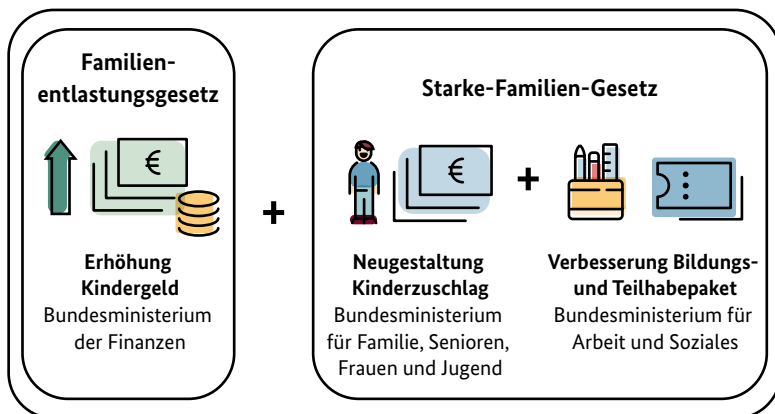 Familien-
entlastungsgesetz
€
Erhöhung
Kindergeld
Bundesministerium
der Finanzen
+
Starke-Familien-Gesetz
€
Neugestaltung
Kinderzuschlag
Bundesministerium
für Familie, Senioren,
Frauen und Jugend
+
Verbesserung Bildungs-
und Teilhabepaket
Bundesministerium für
Arbeit und Soziales